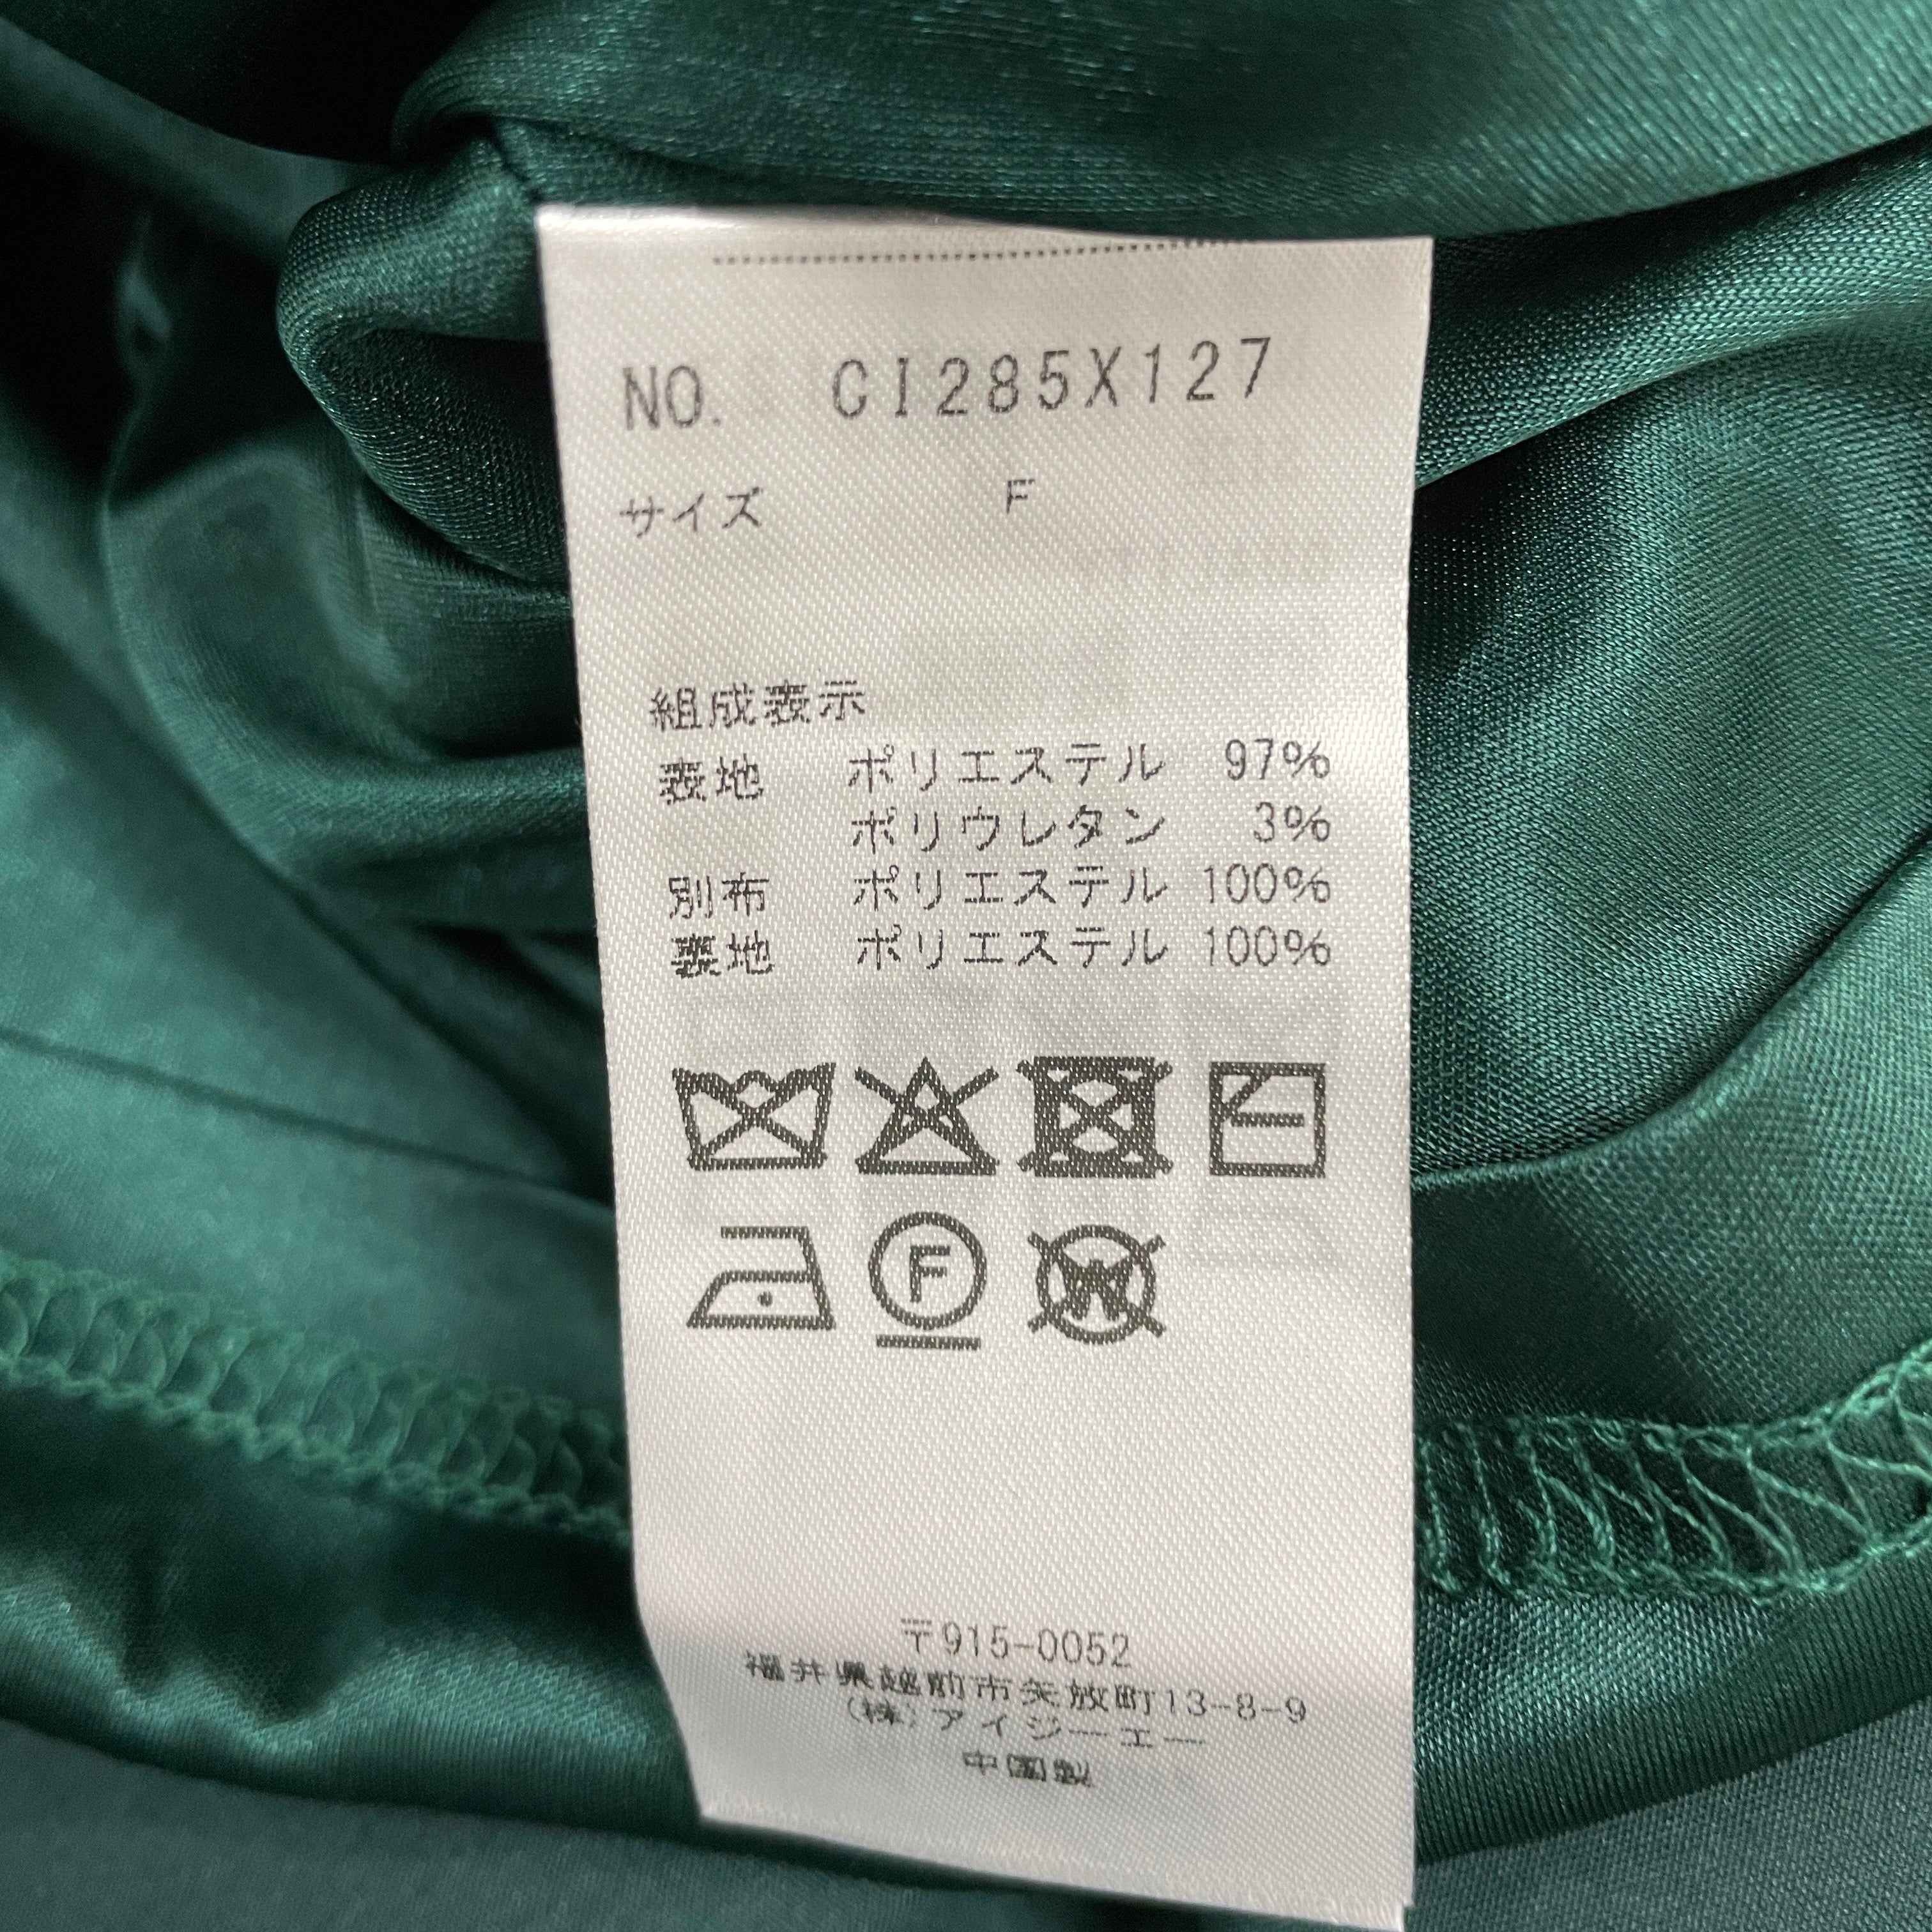 NO. CI285X127
サイズ F
組成表示
表地 ポリエステル 97%
ポリウレタン 3%
別布 ポリエステル 100%
裏地 ポリエステル 100%
F
W
〒915-0052
福井県越前市矢放町13-8-9
(株)アイジーエー
中国製